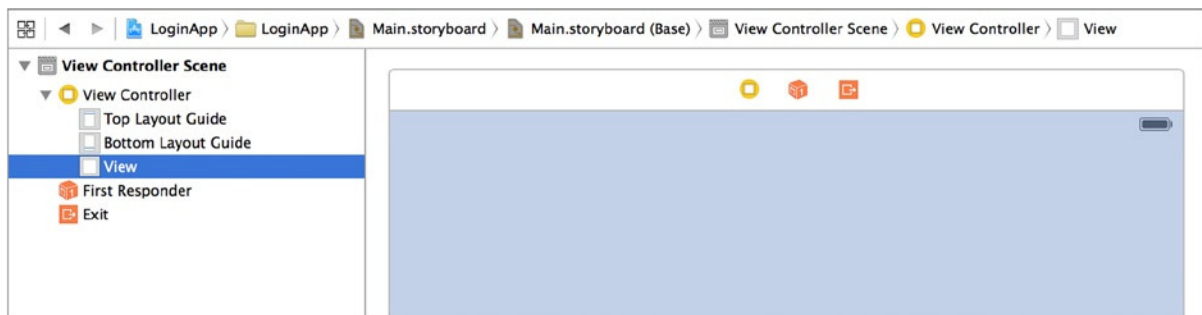 LoginApp LoginApp Main.storyboard Main.storyboard (Base) View Controller Scene View Controller View
View Controller Scene
View Controller
Top Layout Guide
Bottom Layout Guide
View
First Responder
Exit